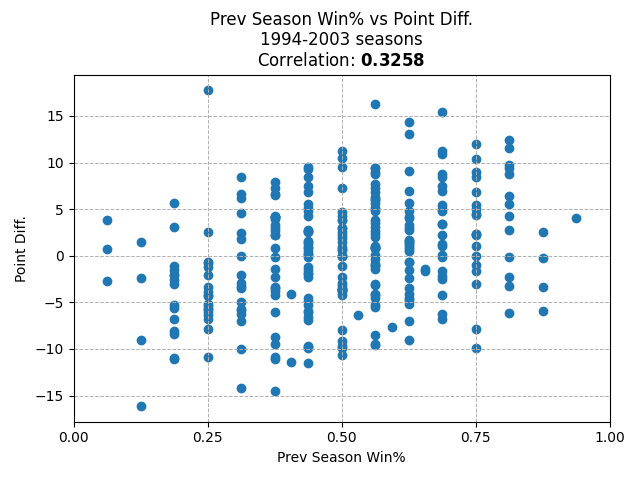 Prev Season Win% vs Point Diff.
1994-2003 seasons
Correlation: 0.3258
Point Diff.
15
10
5
0
−5
−10
−15
0.00 0.25 0.50 0.75 1.00
Prev Season Win%